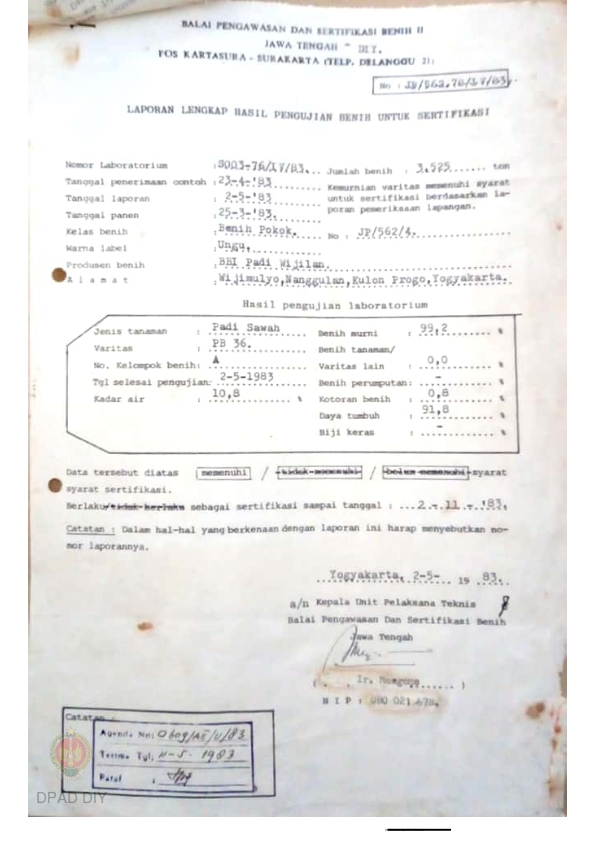 BALAI PENGAWASAN DAN SERTIFIKASI BENIH II
JAWA TENGAH - DIY.
POS KARTASURA - SURAKARTA (TELP. DELANGGU 21)
No : JP/562.76/IV/83.
LAPORAN LENGKAP HASIL PENGUJIAN BENIH UNTUK SERTIFIKASI
Nomor Laboratorium : /IV/83... Jumlah benih : 3.525 ...... ton
Tanggal penerimaan contoh : 23-4-'83 ........ Kemurnian varitas memenuhi syarat
Tanggal laporan : 2-5-'83 ........ untuk sertifikasi berdasarkan la-
Tanggal panen : 25-3-'83. ........ poran pemeriksaan lapangan.
Kelas benih : Benih Pokok. .... No : JP/562/4. ........
Warna label : Ungu, ........
Produsen benih : BBI Padi Wijilan. ........
A l a m a t : Wijimulyo,Nanggulan,Kulon Progo,Yogyakarta.
Hasil pengujian laboratorium
Jenis tanaman : Padi Sawah ...... Benih murni : 99,2 ...... %
Varitas : PB 36. ...... Benih tanaman/
No. Kelompok benih: A ...... Varitas lain : 0,0 ...... %
Tgl selesai pengujian: 2-5-1983 ...... Benih perumputan: - ...... %
Kadar air : 10,8 ...... % Kotoran benih : 0,8 ...... %
Daya tumbuh : 91,8 ...... %
Biji keras : - ...... %
Data tersebut diatas memenuhi / tidak memenuhi / belum memenuhi syarat
syarat sertifikasi.
Berlaku/tidak berlaku sebagai sertifikasi sampai tanggal : ...2.-.11.-.'83.
Catatan : Dalam hal-hal yang berkenaan dengan laporan ini harap menyebutkan no-
mor laporannya.
Yogyakarta, 2-5- 19 83.
a/n Kepala Unit Pelaksana Teknis
Balai Pengawasan Dan Sertifikasi Benih
Jawa Tengah
( Ir. ...... )
N I P : 080 021 678.
Catatan :
Agenda No: 0609/AE/V/83
Terima Tgl: 11-5-1983
Paraf :
DPAD DIY